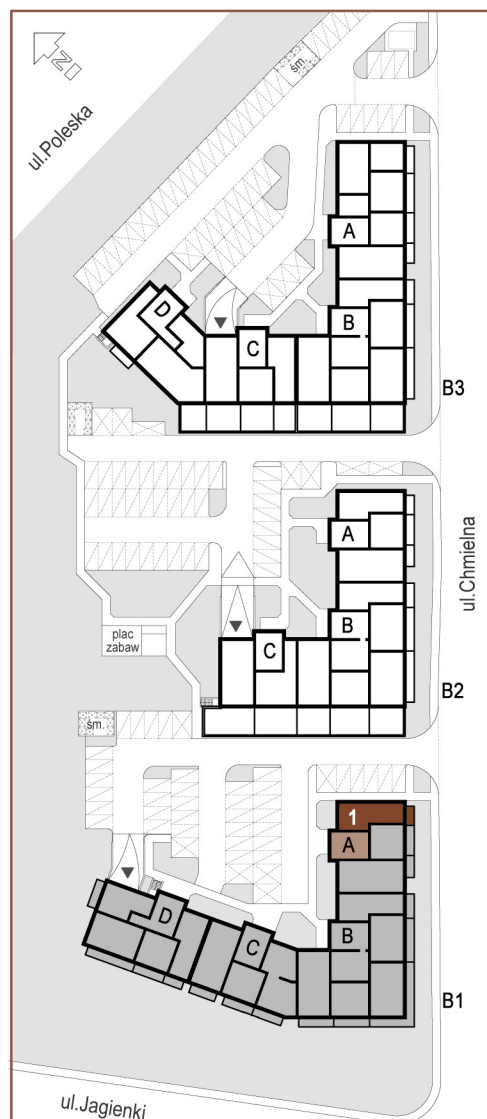 N
śm.
ul.Poleska
A
D
B
C
B3
A
ul.Chmielna
B
C
plac
zabaw
B2
śm.
1
A
D
B
C
B1
ul.Jagienki